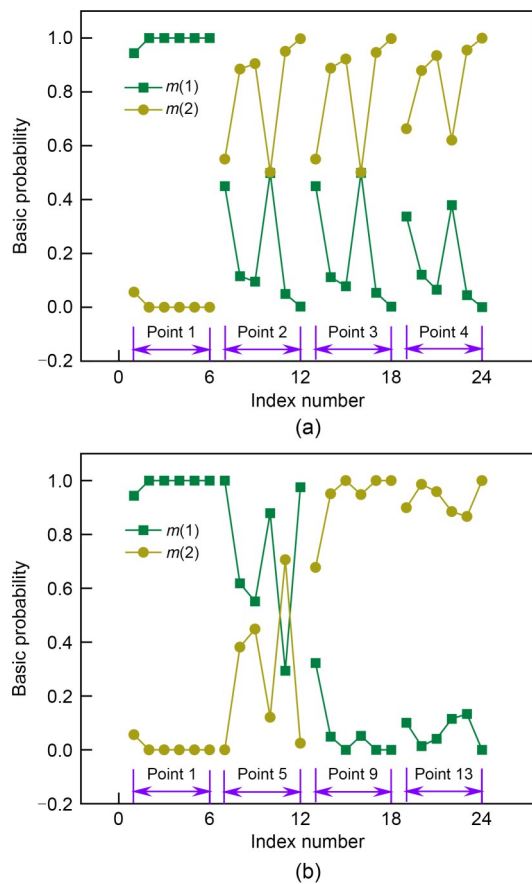 1.0
0.8
m(1)
m(2)
0.6
Basic probability
0.4
0.2
0.0
Point 1 Point 2 Point 3 Point 4
−0.2
0 6 12 18 24
Index number
(a)
1.0
0.8
m(1)
m(2)
0.6
Basic probability
0.4
0.2
0.0
Point 1 Point 5 Point 9 Point 13
−0.2
0 6 12 18 24
Index number
(b)